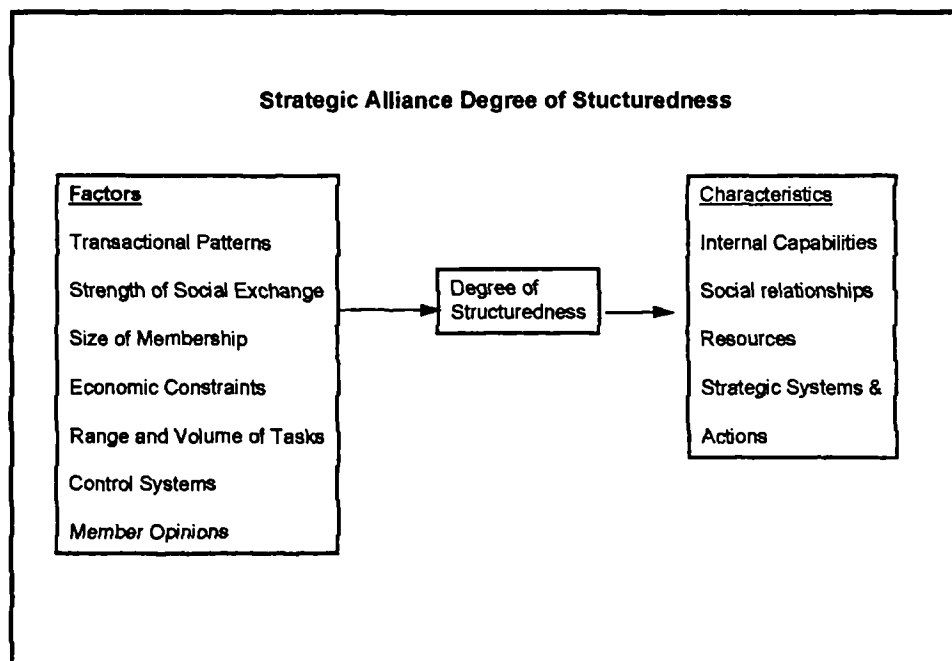 Strategic Alliance Degree of Stucturedness
Factors
Transactional Patterns
Strength of Social Exchange
Size of Membership
Economic Constraints
Range and Volume of Tasks
Control Systems
Member Opinions
Degree of
Structuredness
Characteristics
Internal Capabilities
Social relationships
Resources
Strategic Systems &
Actions